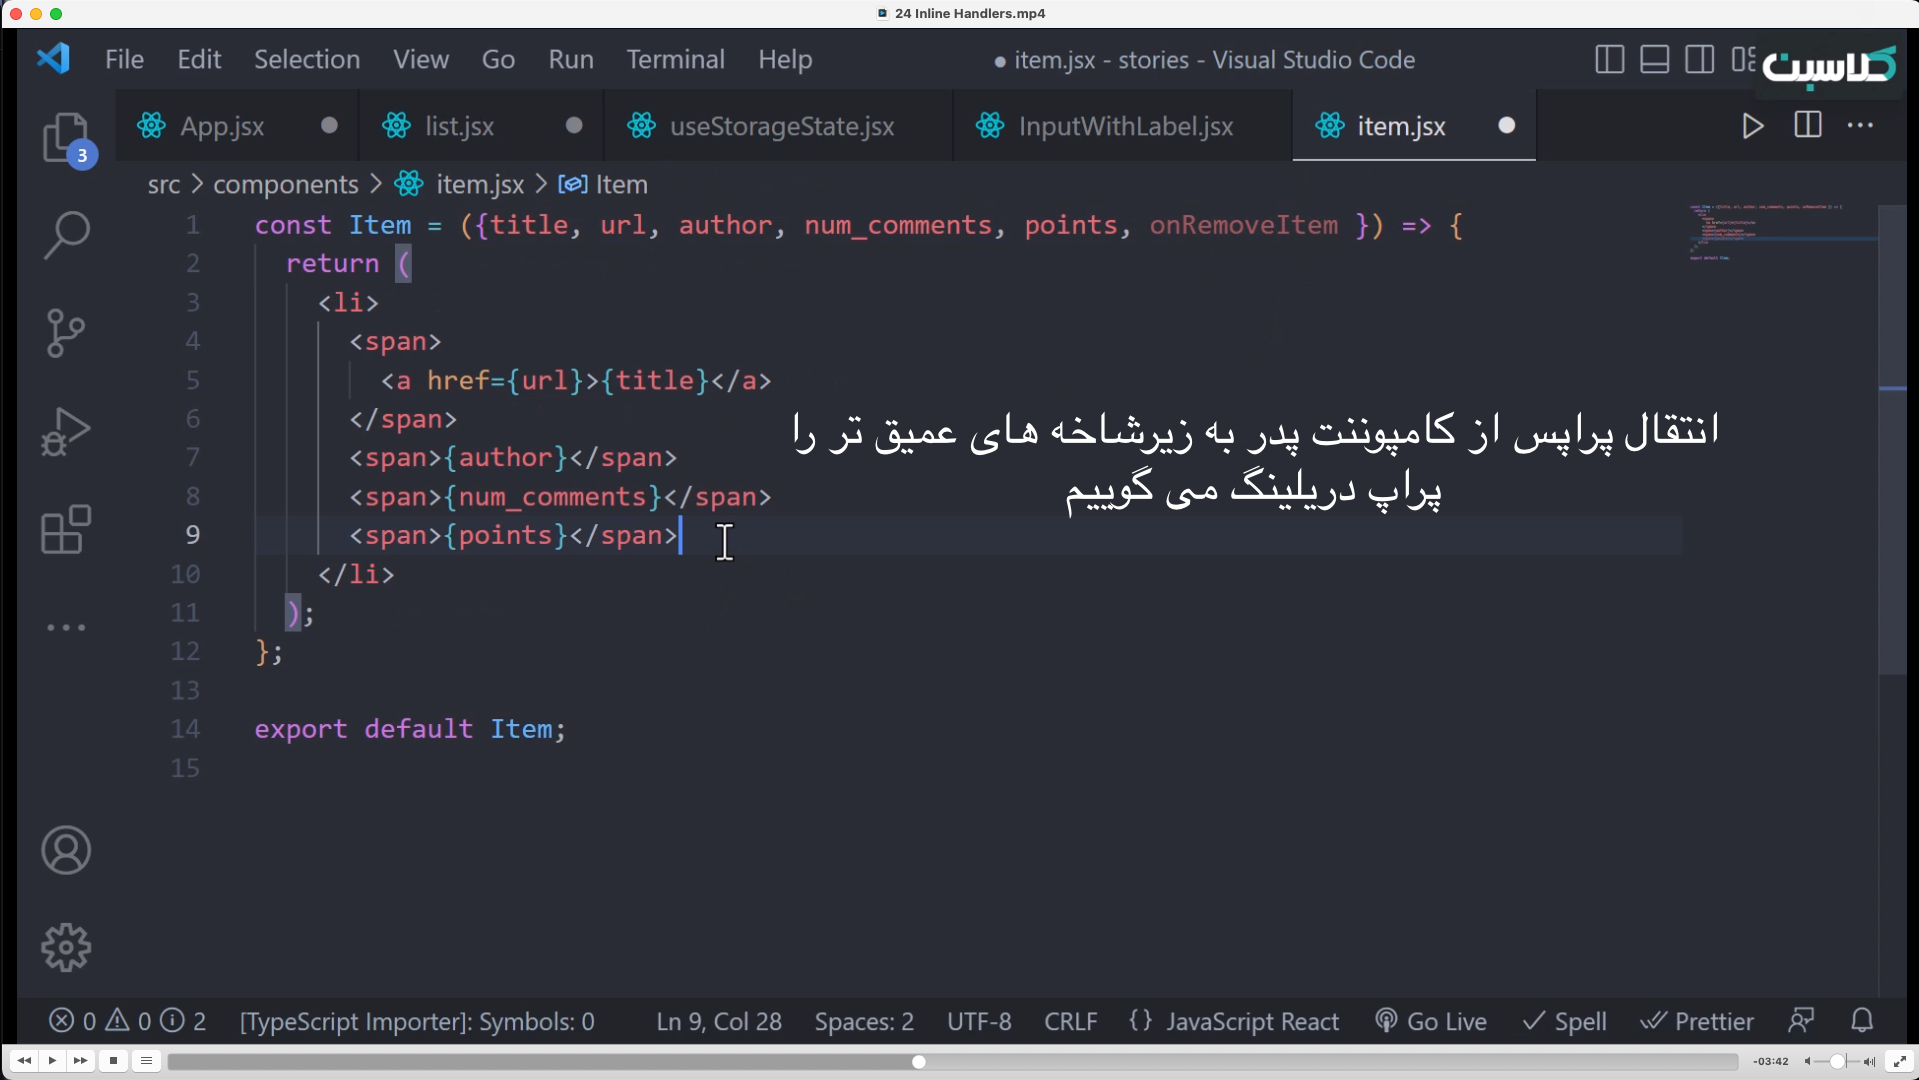 24 Inline Handlers.mp4
File Edit Selection View Go Run Terminal Help
● item.jsx - stories - Visual Studio Code
کلاسبت
App.jsx list.jsx useStorageState.jsx InputWithLabel.jsx item.jsx
3
src > components > item.jsx > Item
1 const Item = ({title, url, author, num_comments, points, onRemoveItem }) => {
2 return (
3 <li>
4 <span>
5 <a href={url}>{title}</a>
6 </span>
7 <span>{author}</span>
8 <span>{num_comments}</span>
9 <span>{points}</span>
10 </li>
11 );
12 };
13
14 export default Item;
15
انتقال پراپس از کامپوننت پدر به زیرشاخه های عمیق تر را
پراپ دریلینگ می گوییم
0 0 2 [TypeScript Importer]: Symbols: 0 Ln 9, Col 28 Spaces: 2 UTF-8 CRLF {} JavaScript React Go Live Spell Prettier
-03:42